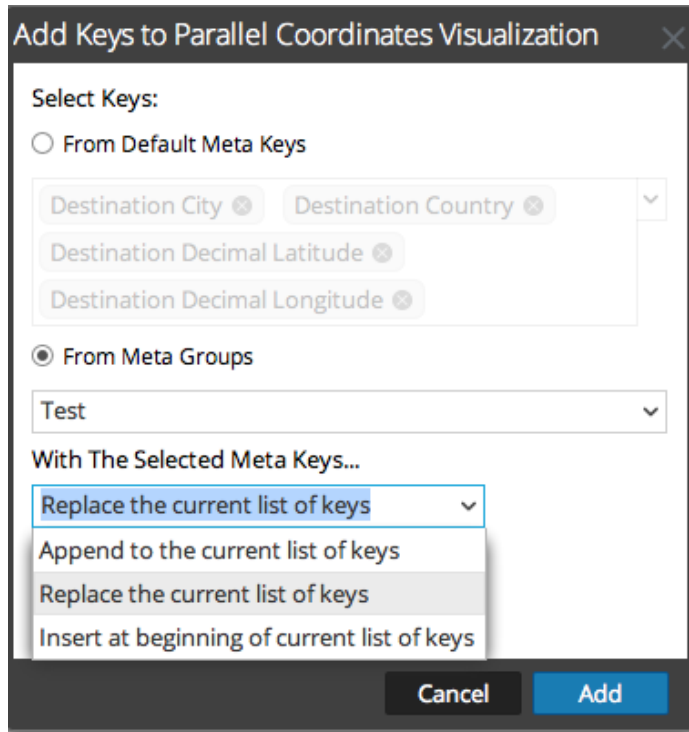 Add Keys to Parallel Coordinates Visualization
Select Keys:
From Default Meta Keys
Destination City Destination Country
Destination Decimal Latitude
Destination Decimal Longitude
From Meta Groups
Test
With The Selected Meta Keys...
Replace the current list of keys
Append to the current list of keys
Replace the current list of keys
Insert at beginning of current list of keys
Cancel Add